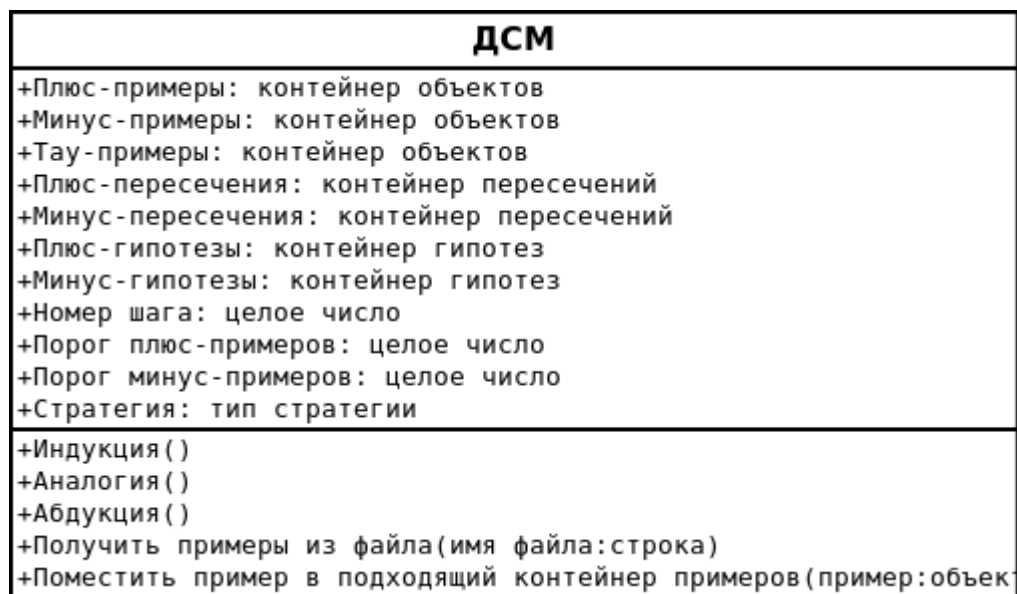 ДСМ
+Плюс-примеры: контейнер объектов
+Минус-примеры: контейнер объектов
+Тау-примеры: контейнер объектов
+Плюс-пересечения: контейнер пересечений
+Минус-пересечения: контейнер пересечений
+Плюс-гипотезы: контейнер гипотез
+Минус-гипотезы: контейнер гипотез
+Номер шага: целое число
+Порог плюс-примеров: целое число
+Порог минус-примеров: целое число
+Стратегия: тип стратегии
+Индукция()
+Аналогия()
+Абдукция()
+Получить примеры из файла(имя файла:строка)
+Поместить пример в подходящий контейнер примеров(пример:объект